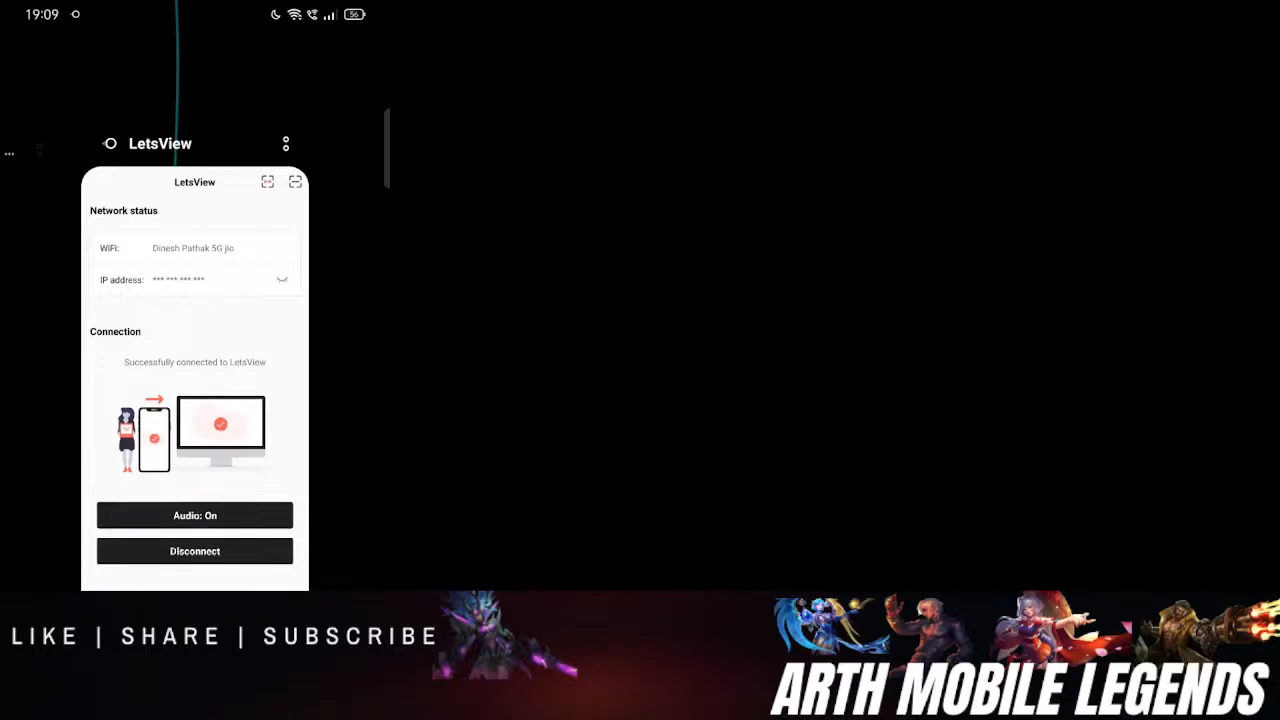 19:09
56
LetsView
LetsView
Network status
WiFi: Dinesh Pathak 5G jio
IP address: *** *** *** ***
Connection
Successfully connected to LetsView
Audio: On
Disconnect
LIKE | SHARE | SUBSCRIBE
ARTH MOBILE LEGENDS